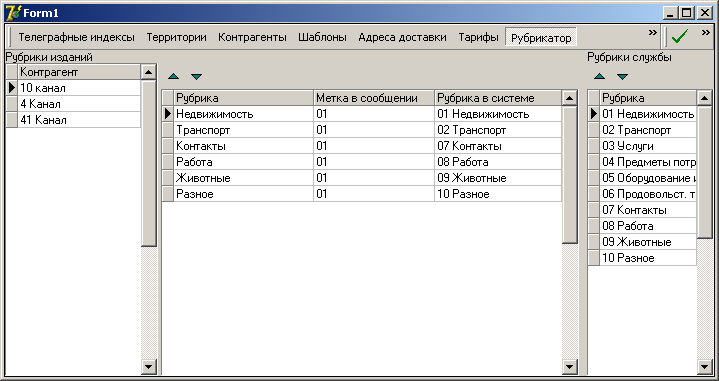 Form1
Телеграфные индексы Территории Контрагенты Шаблоны Адреса доставки Тарифы Рубрикатор
Рубрики изданий
Контрагент
10 канал
4 Канал
41 Канал
Рубрика Метка в сообщении Рубрика в системе
Недвижимость 01 01 Недвижимость
Транспорт 01 02 Транспорт
Контакты 01 07 Контакты
Работа 01 08 Работа
Животные 01 09 Животные
Разное 01 10 Разное
Рубрики службы
Рубрика
01 Недвижимость
02 Транспорт
03 Услуги
04 Предметы потр
05 Оборудование и
06 Продовольст. т
07 Контакты
08 Работа
09 Животные
10 Разное